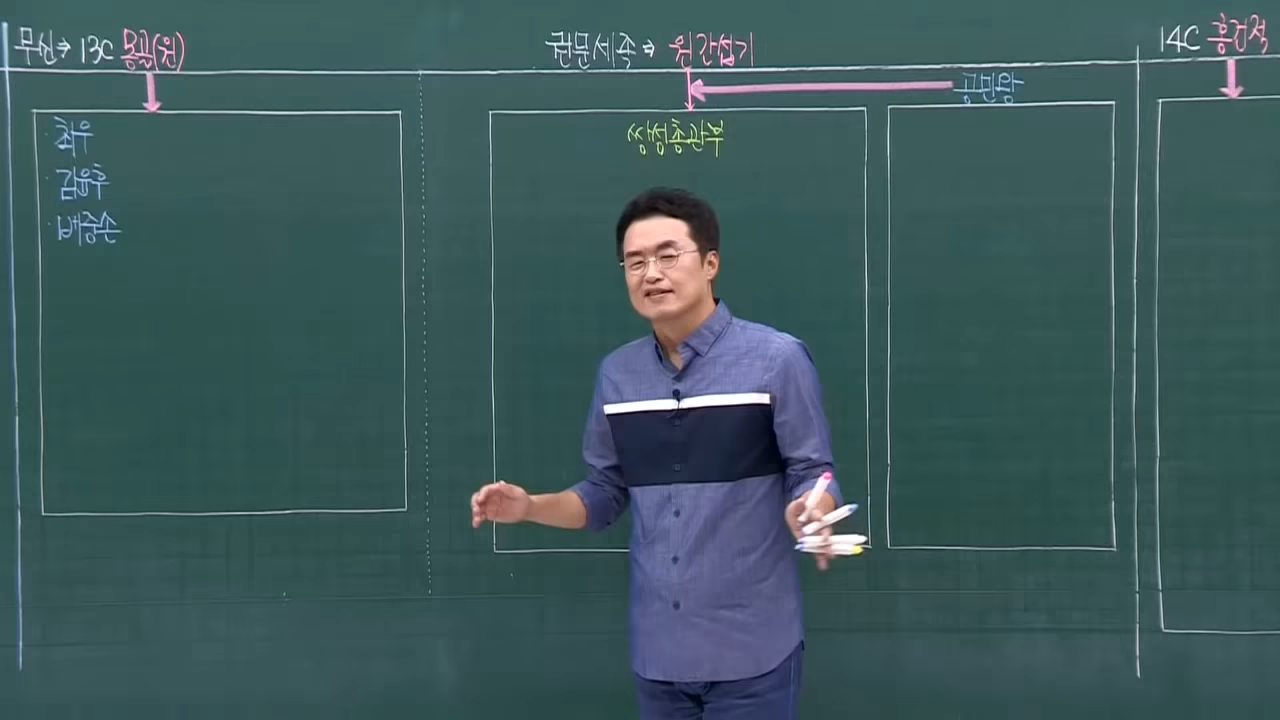 무신→ 13C 몽골(원)
최우
김윤후
배중손
권문세족→ 원간섭기
쌍성총관부
공민왕
14C 홍건적